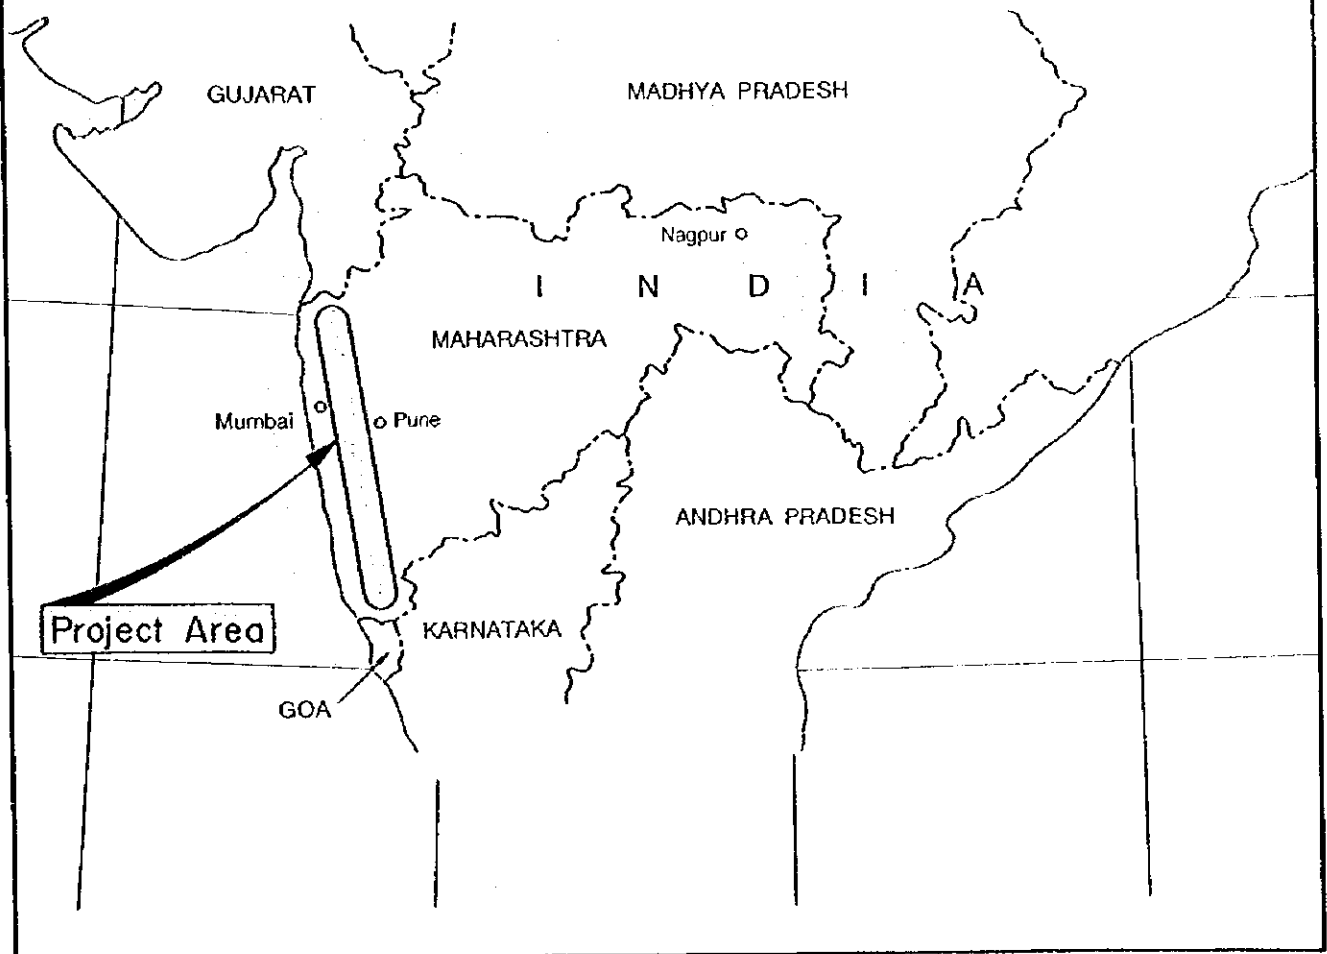 GUJARAT
MADHYA PRADESH
Nagpur
I N D I A
MAHARASHTRA
Mumbai
Pune
ANDHRA PRADESH
Project Area
KARNATAKA
GOA